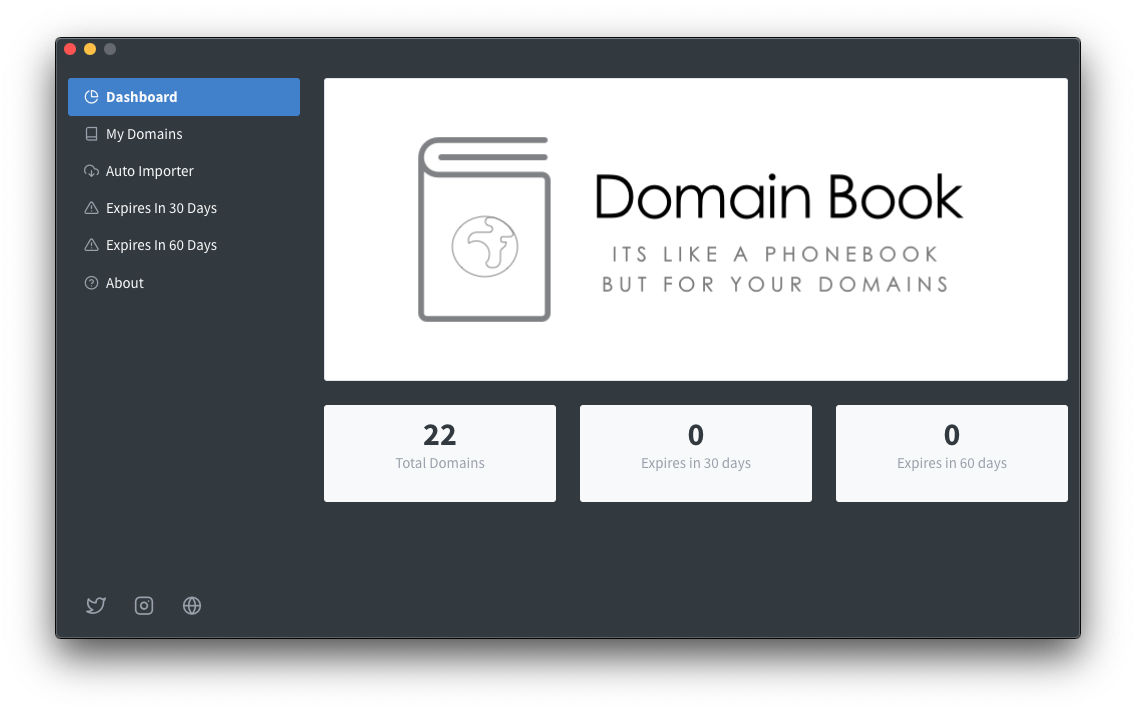 Dashboard
My Domains
Auto Importer
Expires In 30 Days
Expires In 60 Days
About
Domain Book
ITS LIKE A PHONEBOOK
BUT FOR YOUR DOMAINS
22
Total Domains
0
Expires in 30 days
0
Expires in 60 days